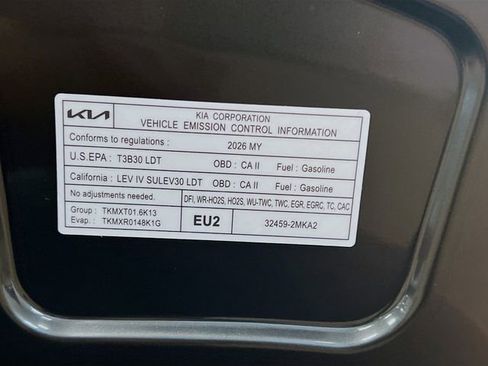 KIA
KIA CORPORATION
VEHICLE EMISSION CONTROL INFORMATION
Conforms to regulations : 2026 MY
U.S.EPA : T3B30 LDT OBD : CA II Fuel : Gasoline
California : LEV IV SULEV30 LDT OBD : CA II Fuel : Gasoline
No adjustments needed. DFI, WR-HO2S, HO2S, WU-TWC, TWC, EGR, EGRC, TC, CAC
Group : TKMXT01.6K13
Evap. : TKMXR0148K1G
EU2
32459-2MKA2